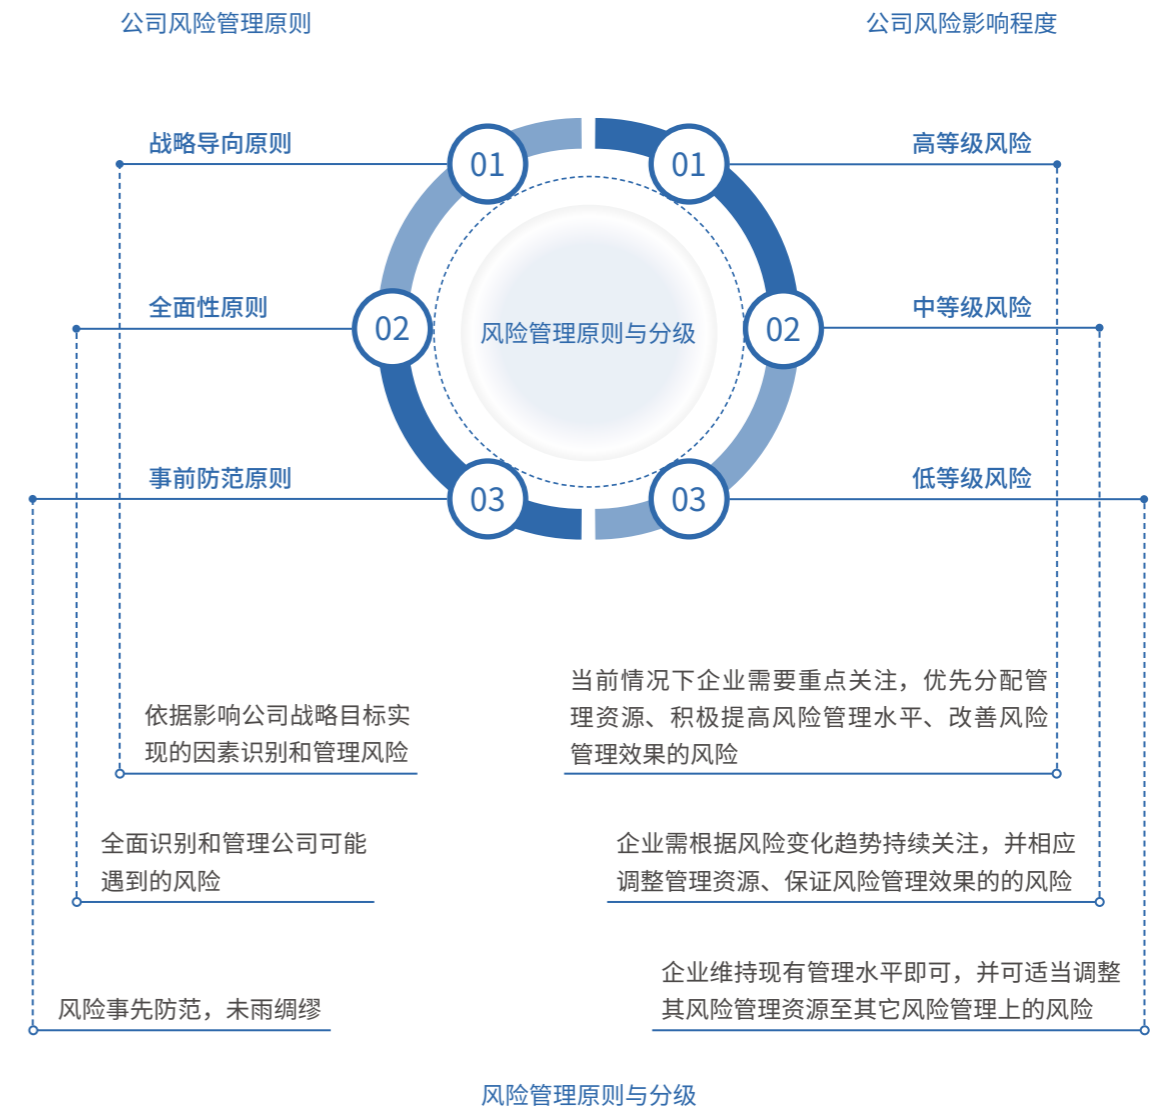 公司风险管理原则
公司风险影响程度
战略导向原则
01
01
高等级风险
全面性原则
02
风险管理原则与分级
02
中等级风险
事前防范原则
03
03
低等级风险
依据影响公司战略目标实
现的因素识别和管理风险
当前情况下企业需要重点关注，优先分配管
理资源、积极提高风险管理水平、改善风险
管理效果的风险
全面识别和管理公司可能
遇到的风险
企业需根据风险变化趋势持续关注，并相应
调整管理资源、保证风险管理效果的的风险
风险事先防范，未雨绸缪
企业维持现有管理水平即可，并可适当调整
其风险管理资源至其它风险管理上的风险
风险管理原则与分级